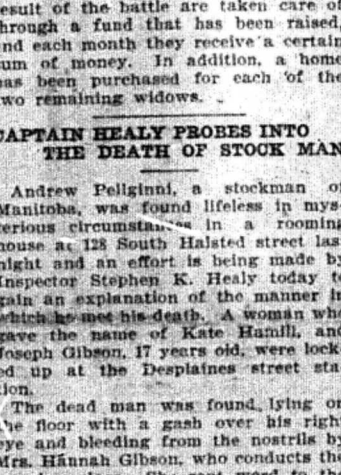 result of the battle are taken care of
through a fund that has been raised,
and each month they receive a certain
sum of money. In addition, a home
has been purchased for each of the
two remaining widows.
CAPTAIN HEALY PROBES INTO
THE DEATH OF STOCK MAN
Andrew Pellginni, a stockman of
Manitoba, was found lifeless in mys-
terious circumstances in a rooming
house at 128 South Halsted street last
night and an effort is being made by
Inspector Stephen K. Healy today to
gain an explanation of the manner in
which he met his death. A woman who
gave the name of Kate Hamill, and
Joseph Gibson, 17 years old, were lock-
ed up at the Desplaines street sta-
tion.
The dead man was found lying on
the floor with a gash over his right
eye and bleeding from the nostrils by
Mrs. Hannah Gibson, who conducts the